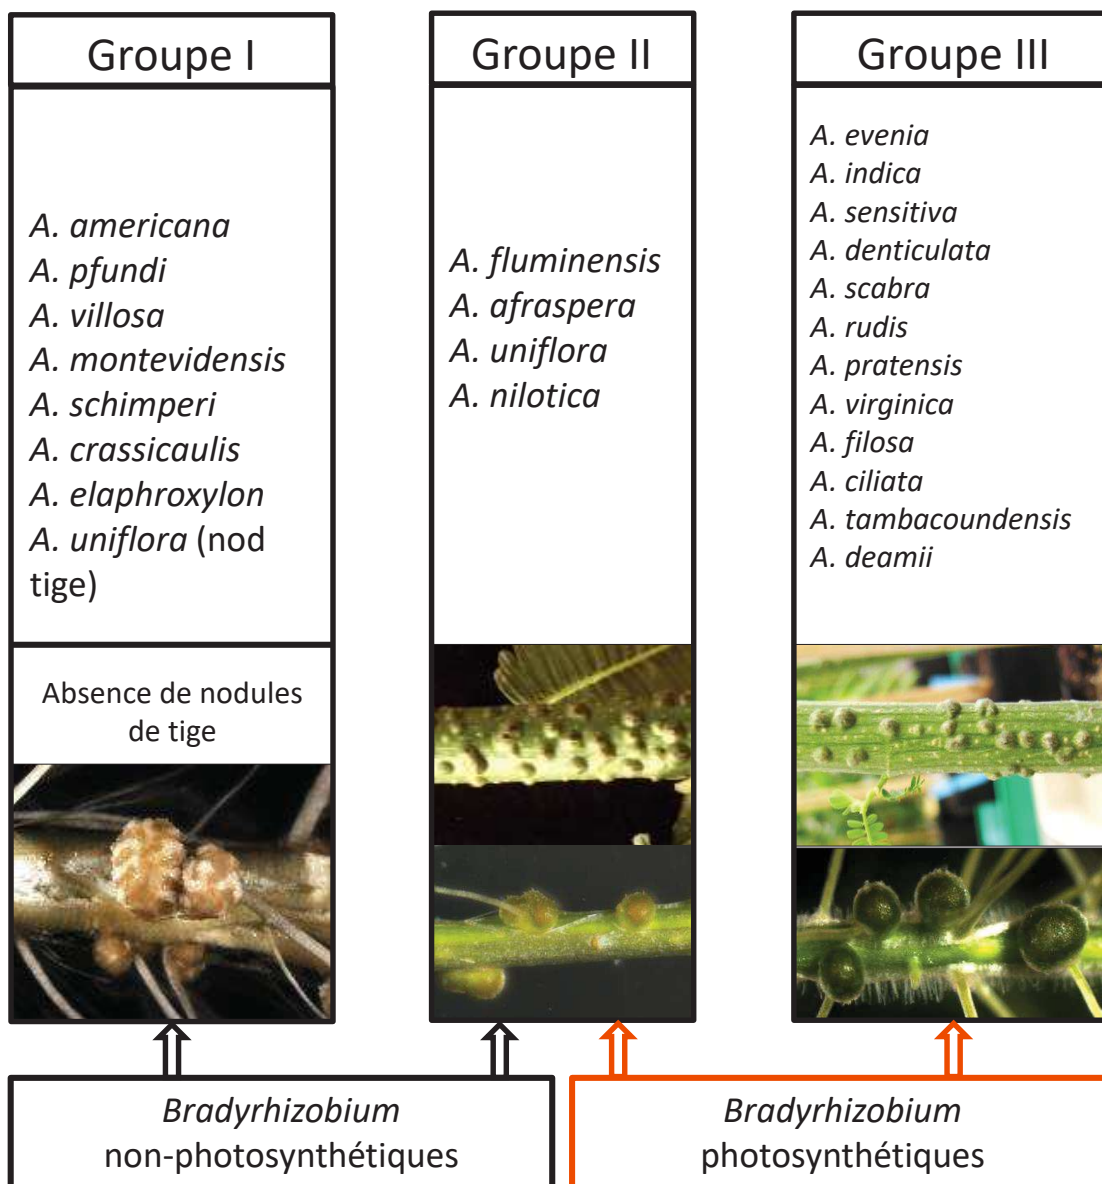 Groupe I
A. americana
A. pfundi
A. villosa
A. montevidensis
A. schimperi
A. crassicaulis
A. elaphroxylon
A. uniflora (nod
tige)
Absence de nodules
de tige
Groupe II
A. fluminensis
A. afraspera
A. uniflora
A. nilotica
Groupe III
A. evenia
A. indica
A. sensitiva
A. denticulata
A. scabra
A. rudis
A. pratensis
A. virginica
A. filosa
A. ciliata
A. tambacoundensis
A. deamii
Bradyrhizobium
non-photosynthétiques
Bradyrhizobium
photosynthétiques